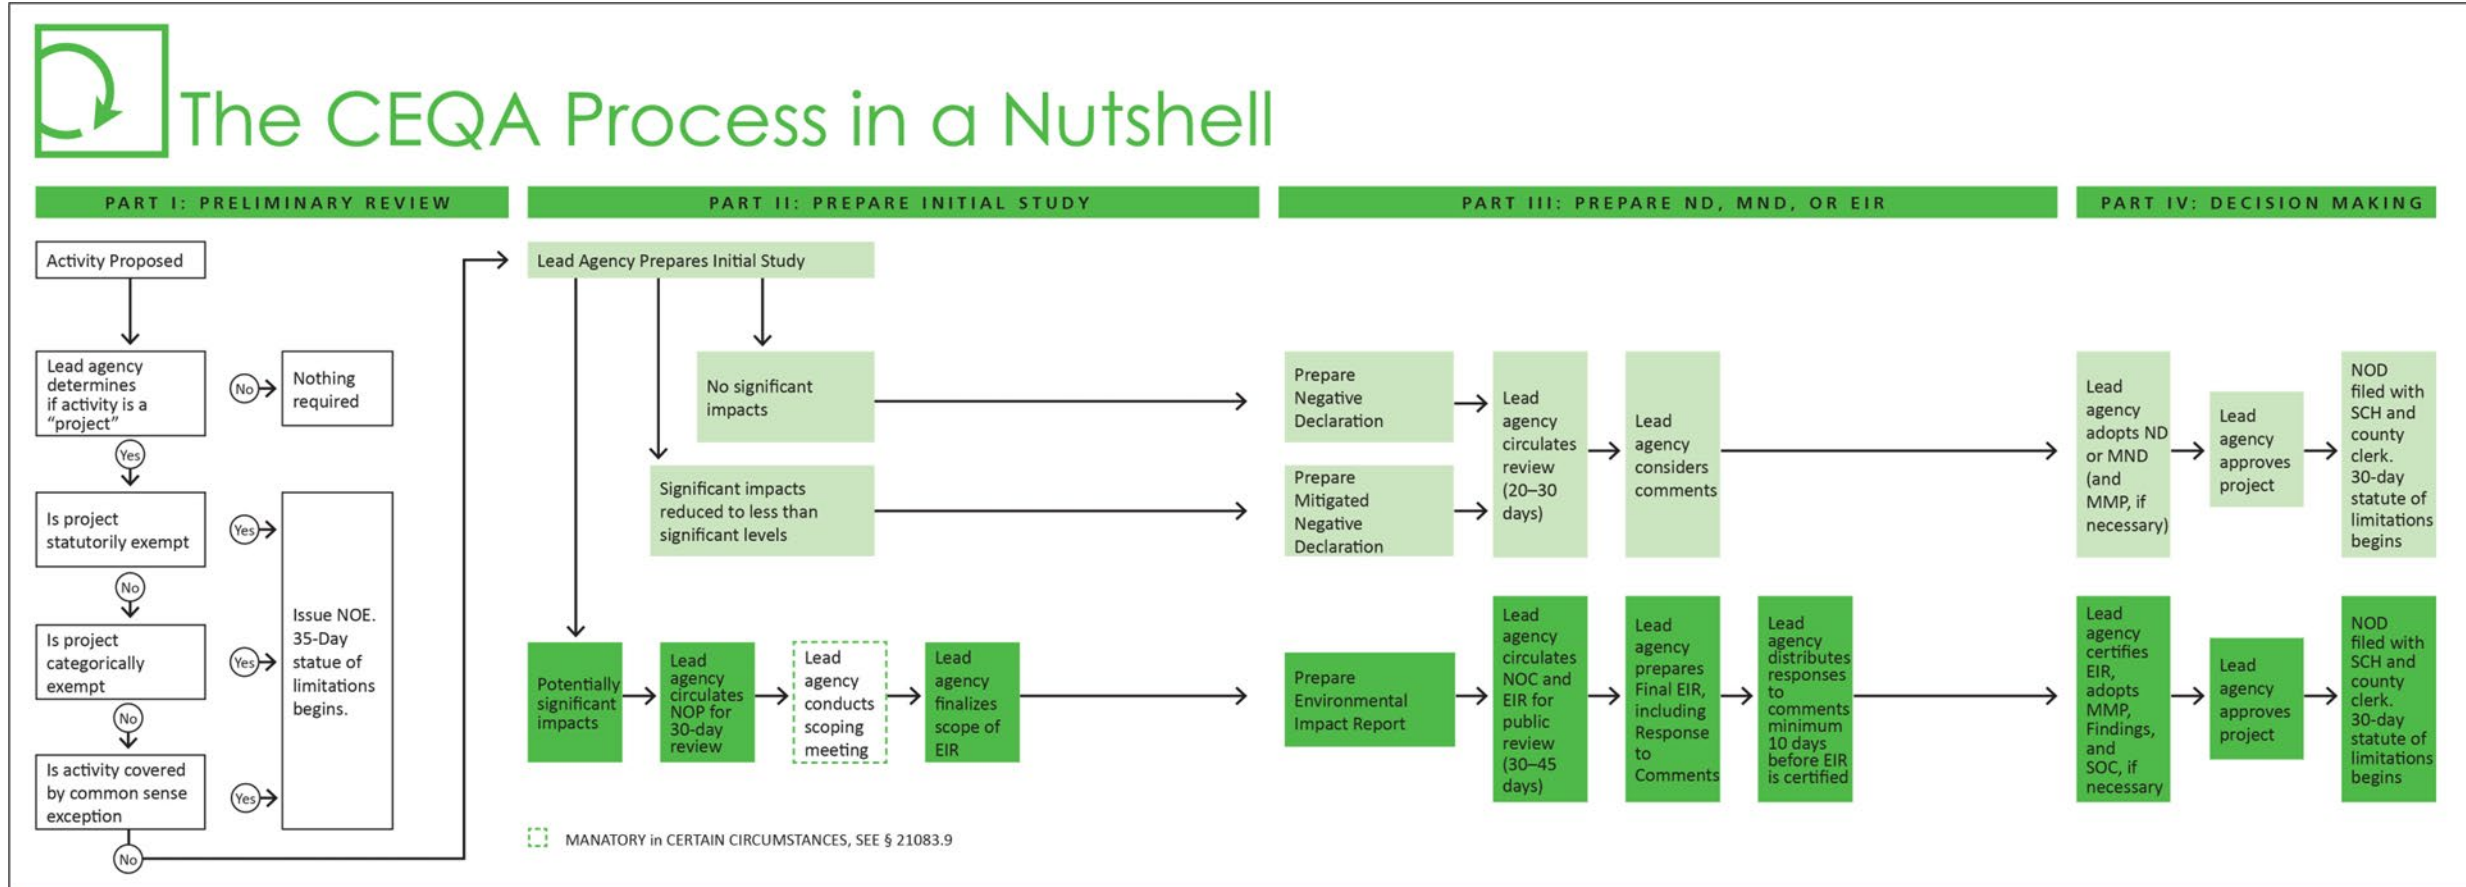 The CEQA Process in a Nutshell
PART I: PRELIMINARY REVIEW
Activity Proposed
Lead agency
determines
if activity is a
“project”
No
Nothing
required
Yes
Is project
statutorily exempt
Yes
No
Is project
categorically
exempt
Yes
No
Is activity covered
by common sense
exception
Yes
No
Issue NOE.
35-Day
statue of
limitations
begins.
PART II: PREPARE INITIAL STUDY
Lead Agency Prepares Initial Study
No significant
impacts
Significant impacts
reduced to less than
significant levels
Potentially
significant
impacts
Lead
agency
circulates
NOP for
30-day
review
Lead
agency
conducts
scoping
meeting
Lead
agency
finalizes
scope of
EIR
MANATORY in CERTAIN CIRCUMSTANCES, SEE § 21083.9
PART III: PREPARE ND, MND, OR EIR
Prepare
Negative
Declaration
Prepare
Mitigated
Negative
Declaration
Lead
agency
circulates
review
(20–30
days)
Lead
agency
considers
comments
Prepare
Environmental
Impact Report
Lead
agency
circulates
NOC and
EIR for
public
review
(30–45
days)
Lead
agency
prepares
Final EIR,
including
Response
to
Comments
Lead
agency
distributes
responses
to
comments
minimum
10 days
before EIR
is certified
PART IV: DECISION MAKING
Lead
agency
adopts ND
or MND
(and
MMP, if
necessary)
Lead
agency
approves
project
NOD
filed with
SCH and
county
clerk.
30-day
statute of
limitations
begins
Lead
agency
certifies
EIR,
adopts
MMP,
Findings,
and
SOC, if
necessary
Lead
agency
approves
project
NOD
filed with
SCH and
county
clerk.
30-day
statute of
limitations
begins